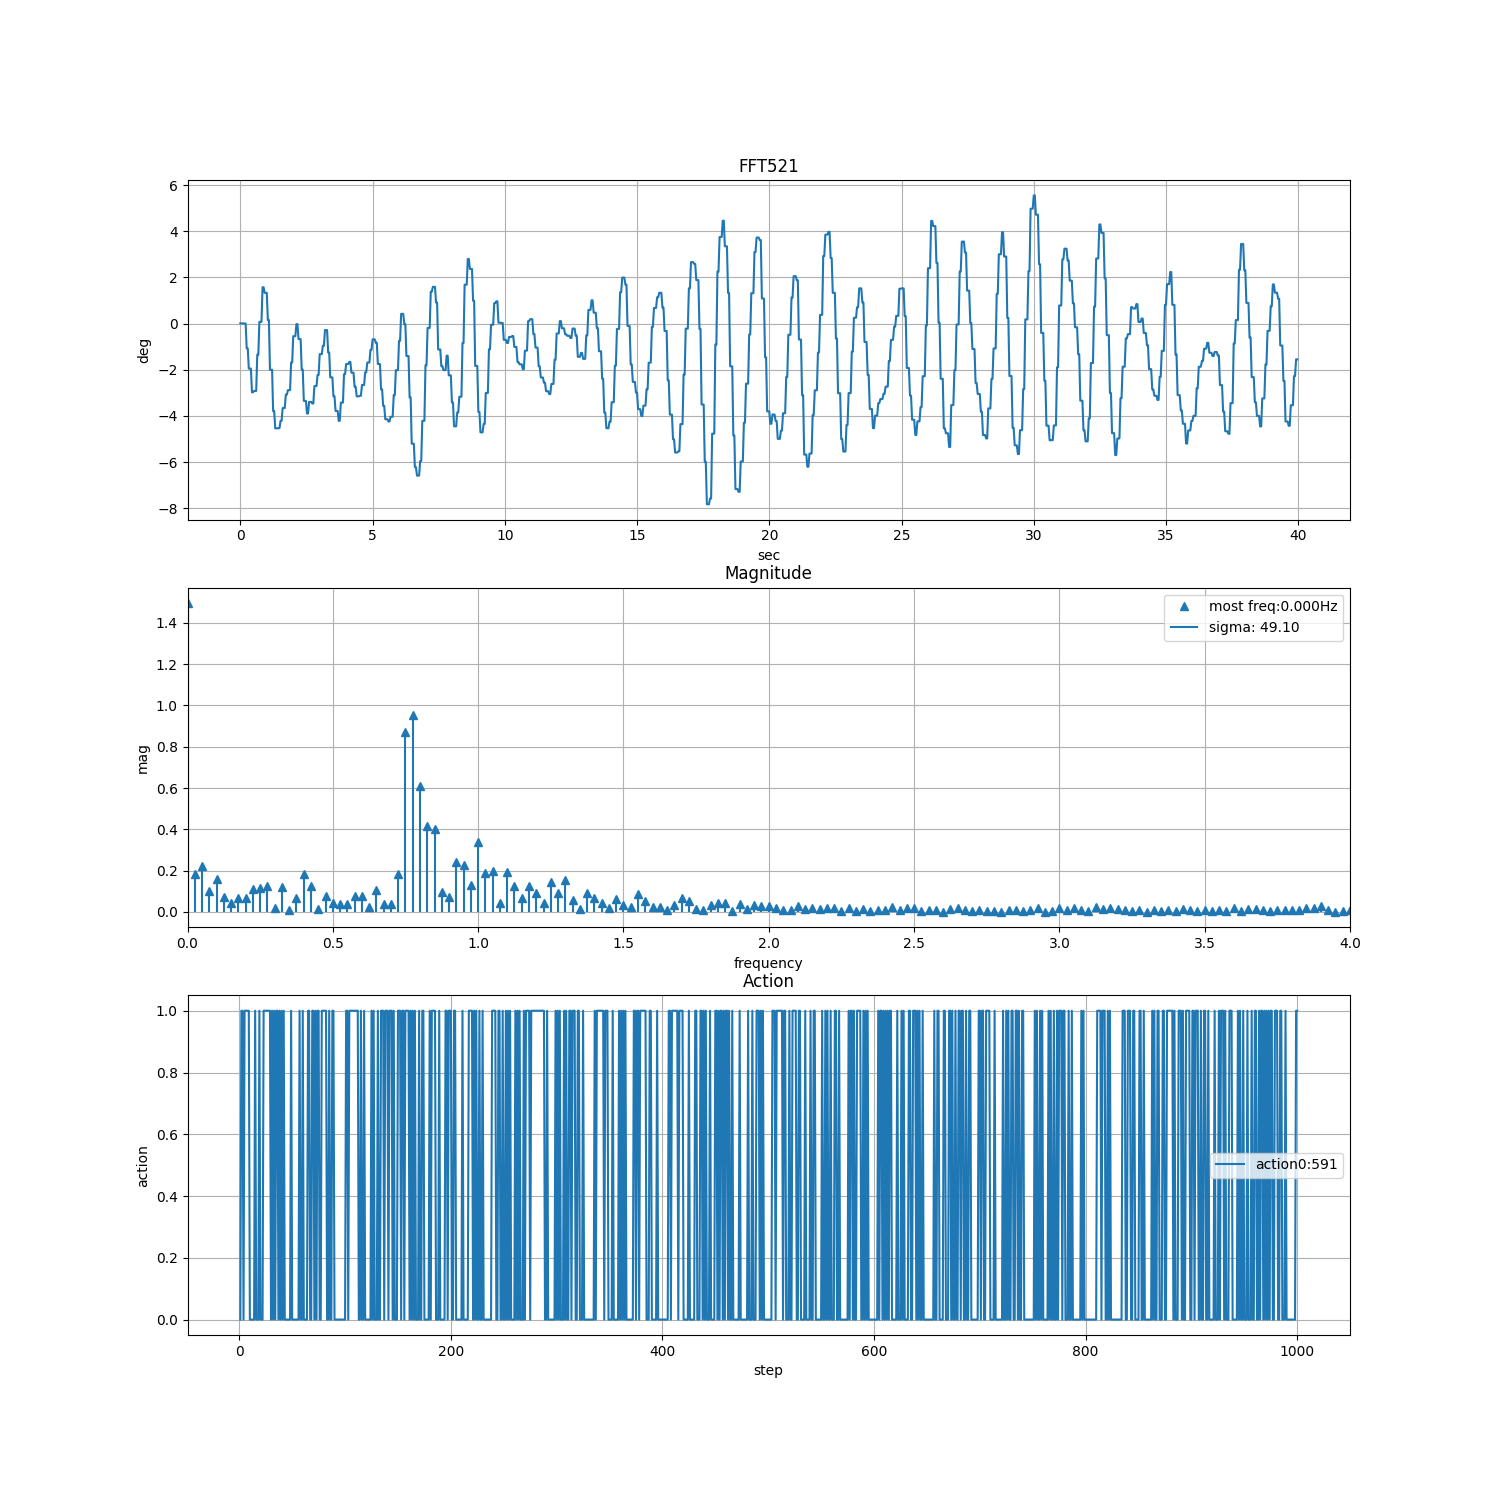 FFT521
6
4
2
0
−2
−4
−6
−8
deg
0 5 10 15 20 25 30 35 40
sec
Magnitude
1.4
1.2
1.0
0.8
0.6
0.4
0.2
0.0
mag
most freq:0.000Hz
sigma: 49.10
0.0 0.5 1.0 1.5 2.0 2.5 3.0 3.5 4.0
frequency
Action
1.0
0.8
0.6
0.4
0.2
0.0
action
action0:591
0 200 400 600 800 1000
step